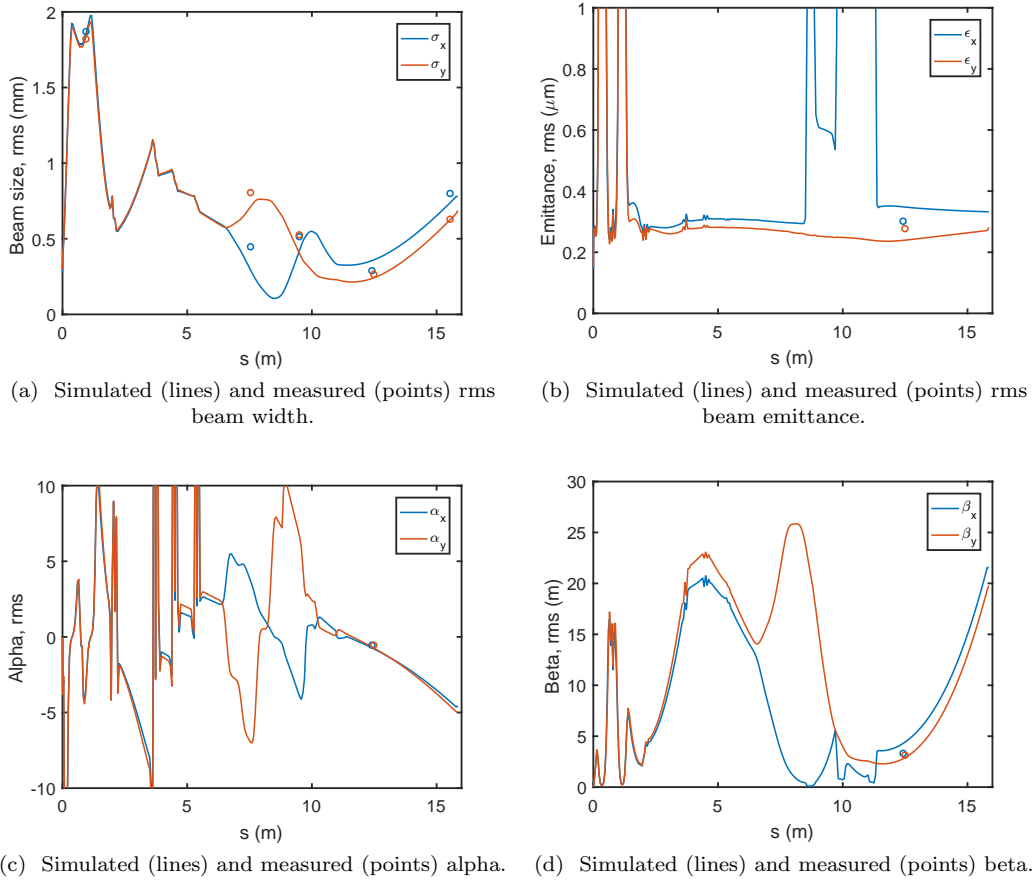 2
1.5
1
0.5
0
Beam size, rms (mm)
σx
σy
0 5 10 15
s (m)
(a) Simulated (lines) and measured (points) rms
beam width.
1
0.8
0.6
0.4
0.2
0
Emittance, rms (μm)
ϵx
ϵy
0 5 10 15
s (m)
(b) Simulated (lines) and measured (points) rms
beam emittance.
10
5
0
-5
-10
Alpha, rms
αx
αy
0 5 10 15
s (m)
(c) Simulated (lines) and measured (points) alpha.
30
25
20
15
10
5
0
Beta, rms (m)
βx
βy
0 5 10 15
s (m)
(d) Simulated (lines) and measured (points) beta.